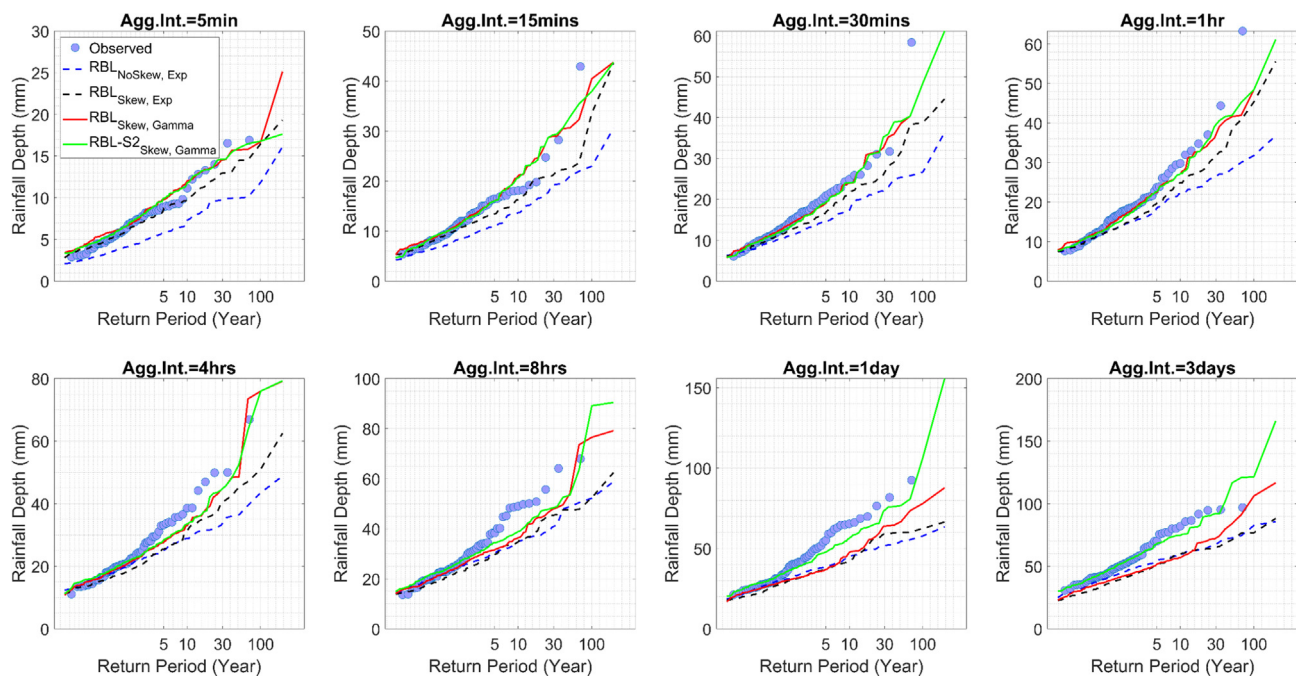 Agg.Int.=5min
Rainfall Depth (mm)
30
25
20
15
10
5
0
Observed
RBL NoSkew, Exp
RBL Skew, Exp
RBL Skew, Gamma
RBL-S2 Skew, Gamma
5 10 30 100
Return Period (Year)
Agg.Int.=15mins
Rainfall Depth (mm)
50
40
30
20
10
0
5 10 30 100
Return Period (Year)
Agg.Int.=30mins
Rainfall Depth (mm)
60
50
40
30
20
10
0
5 10 30 100
Return Period (Year)
Agg.Int.=1hr
Rainfall Depth (mm)
60
50
40
30
20
10
0
5 10 30 100
Return Period (Year)
Agg.Int.=4hrs
Rainfall Depth (mm)
80
60
40
20
0
5 10 30 100
Return Period (Year)
Agg.Int.=8hrs
Rainfall Depth (mm)
100
80
60
40
20
0
5 10 30 100
Return Period (Year)
Agg.Int.=1day
Rainfall Depth (mm)
150
100
50
0
5 10 30 100
Return Period (Year)
Agg.Int.=3days
Rainfall Depth (mm)
200
150
100
50
0
5 10 30 100
Return Period (Year)